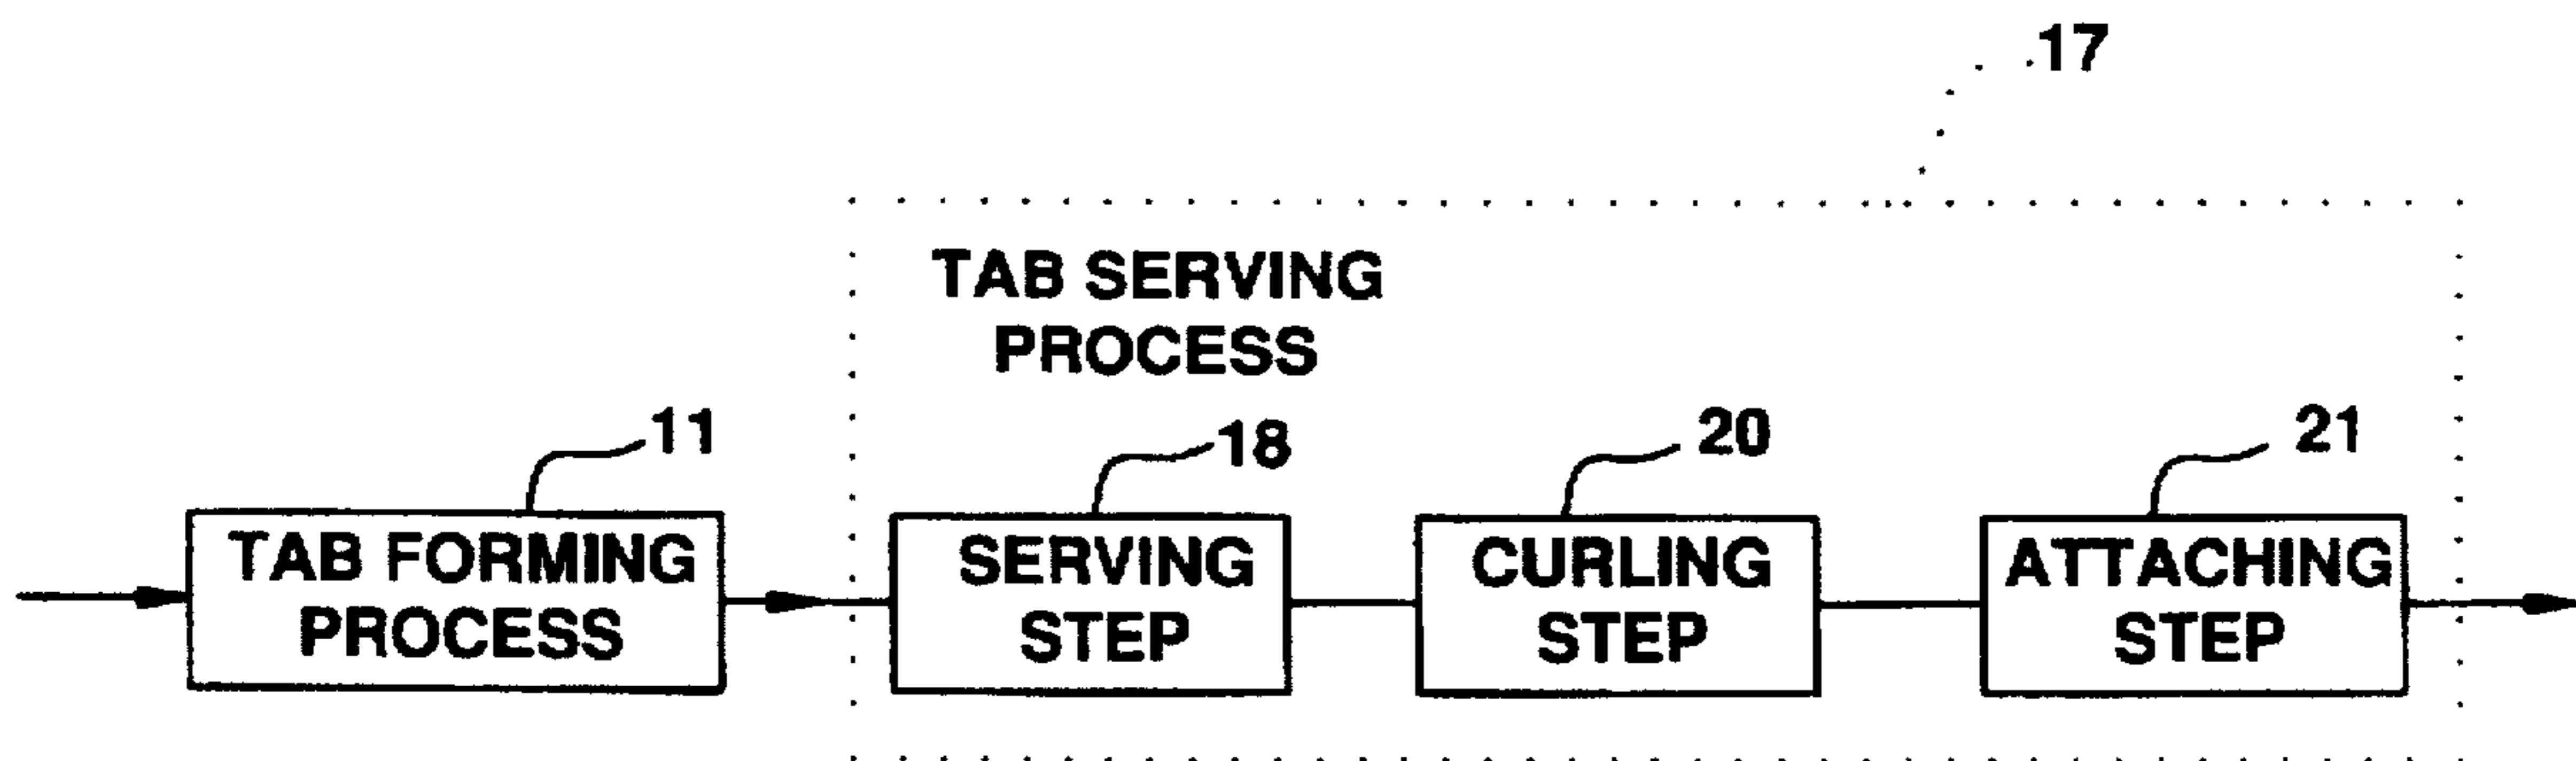 17
TAB SERVING
PROCESS
11
18
20
21
TAB FORMING
PROCESS
SERVING
STEP
CURLING
STEP
ATTACHING
STEP